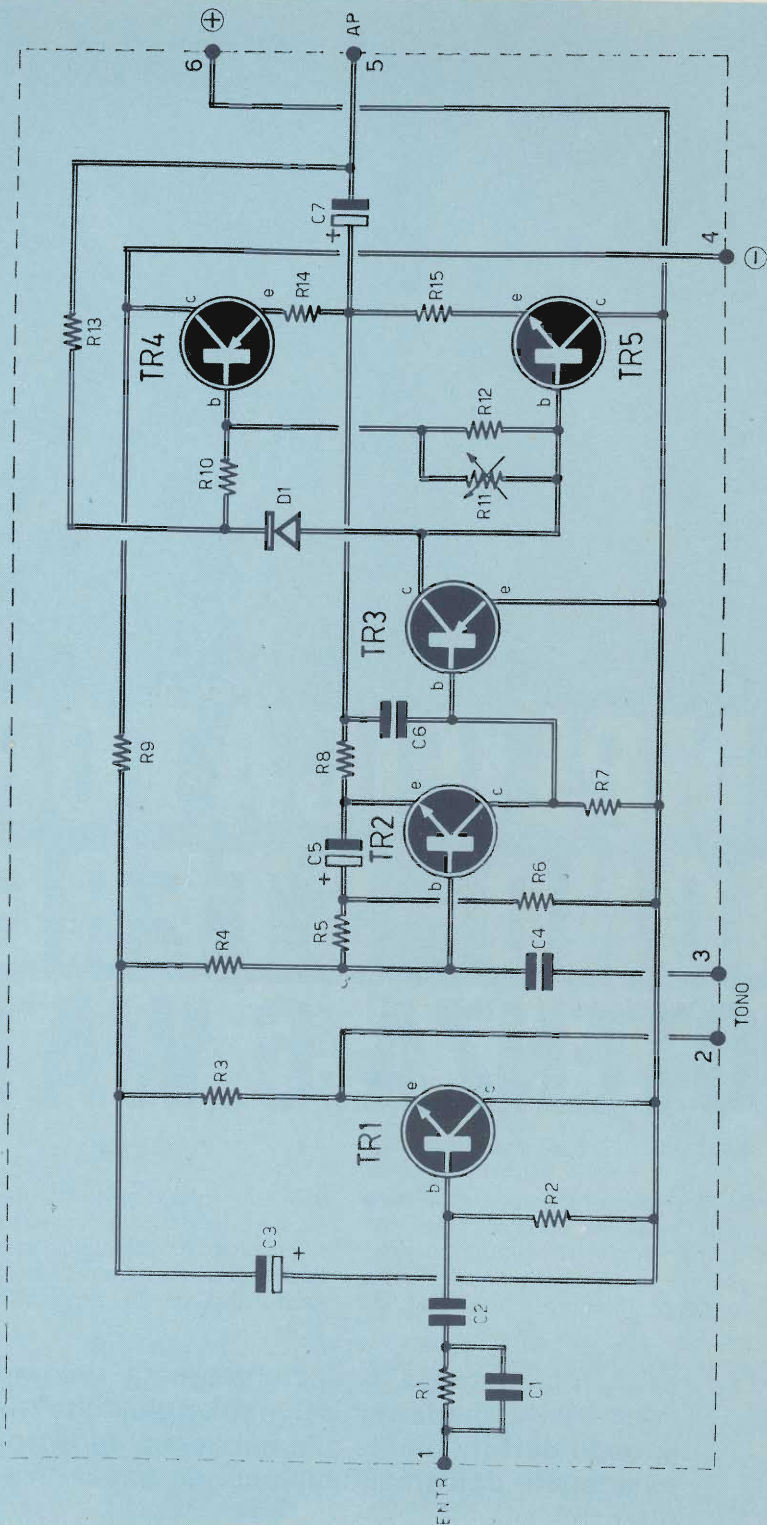 ENTR
1
R1
C1
C2
C3
+
R2
b
TR1
e
c
R3
2
TONO
3
R4
R5
C4
+
C5
R6
b
TR2
e
c
R8
R9
C6
R7
b
TR3
c
e
D1
R10
R13
R11
R12
b
TR4
c
e
R14
b
TR5
e
c
R15
+
C7
4
⊖
5
AP
6
⊕